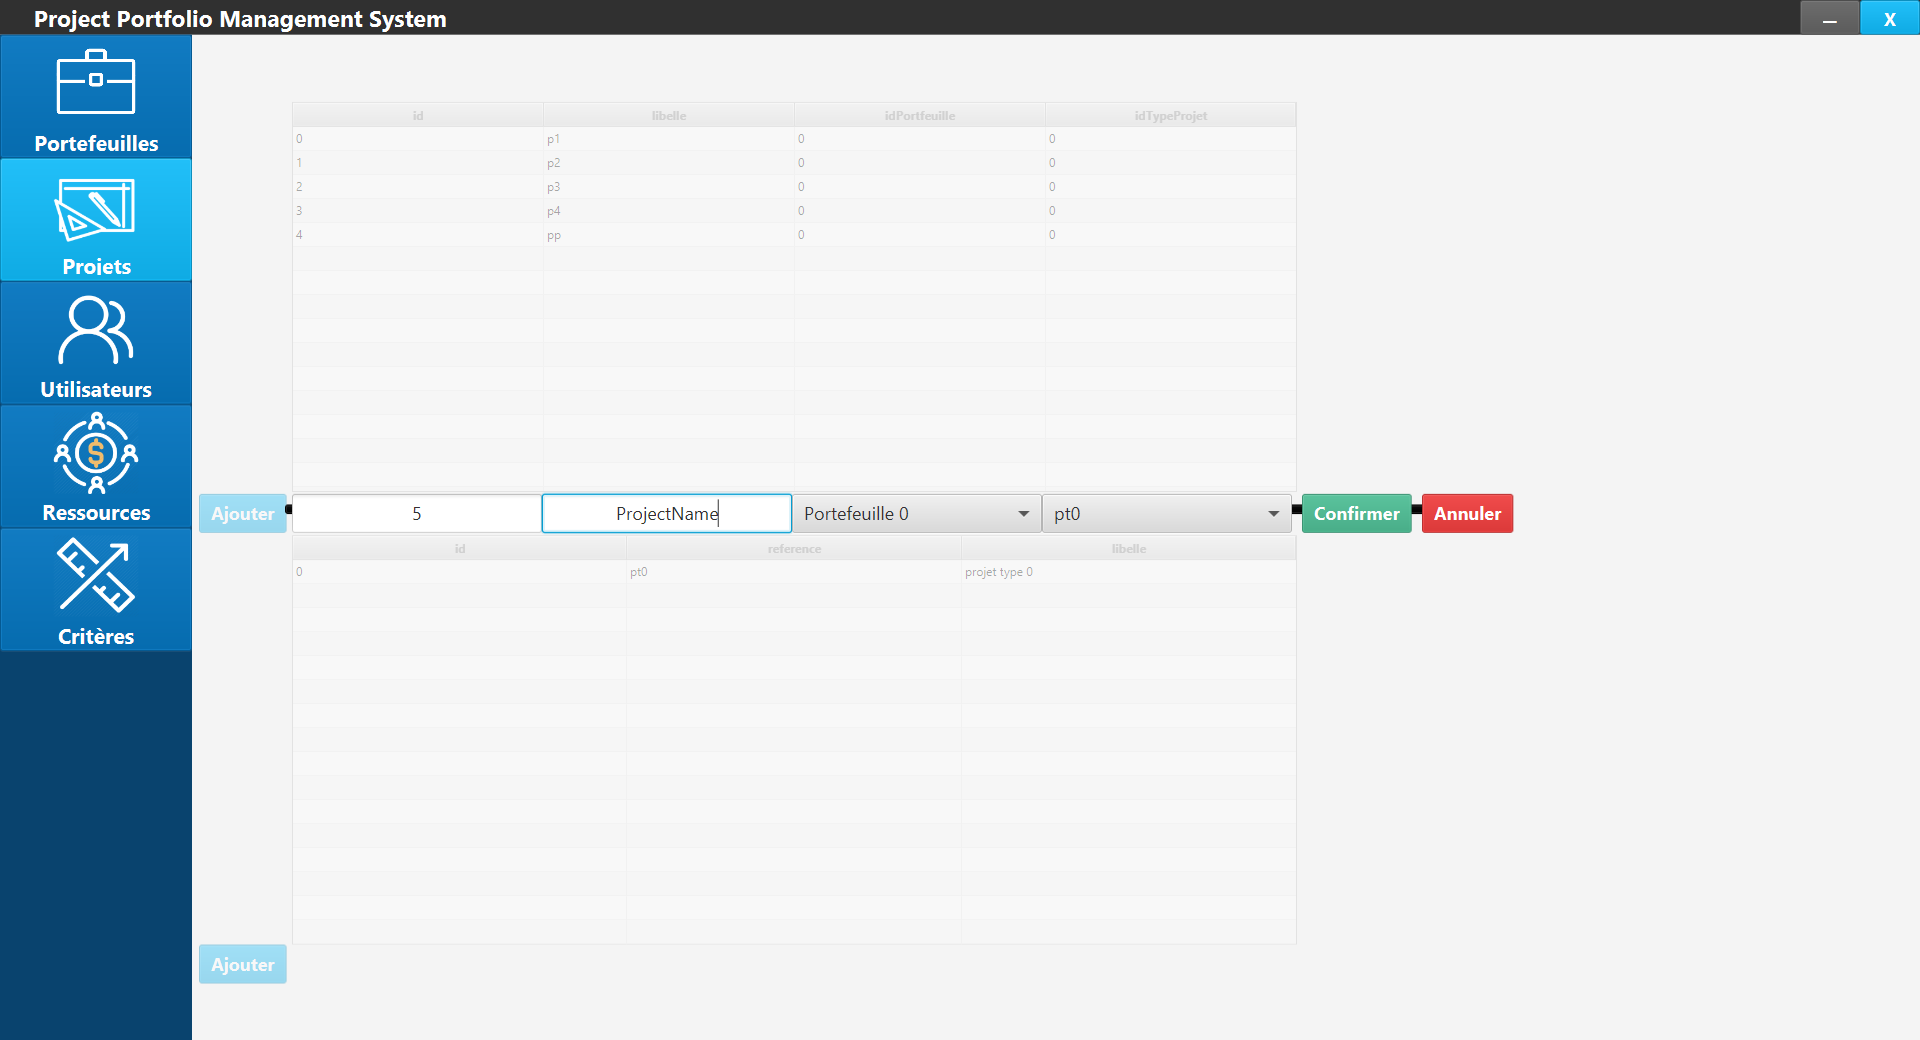 Project Portfolio Management System
X
Portefeuilles
Projets
Utilisateurs
$
Ressources
Critères
id libelle idPortfeuille idTypeProjet
0 p1 0 0
1 p2 0 0
2 p3 0 0
3 p4 0 0
4 pp 0 0
Ajouter 5 ProjectName Portefeuille 0 pt0 Confirmer Annuler
id reference libelle
0 pt0 projet type 0
Ajouter